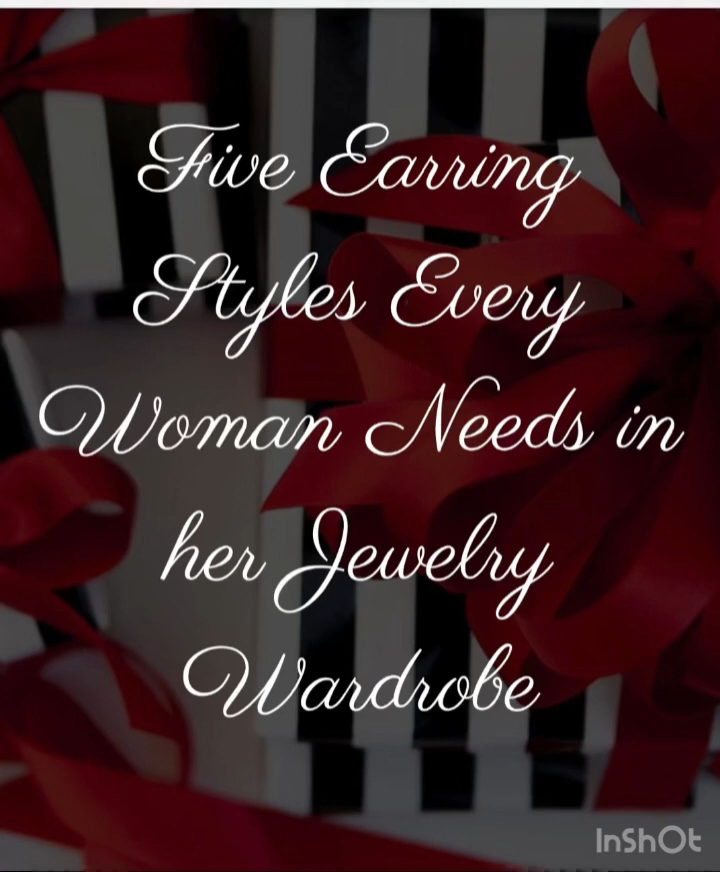 Five Earring
Styles Every
Woman Needs in
her Jewelry
Wardrobe
InShOt